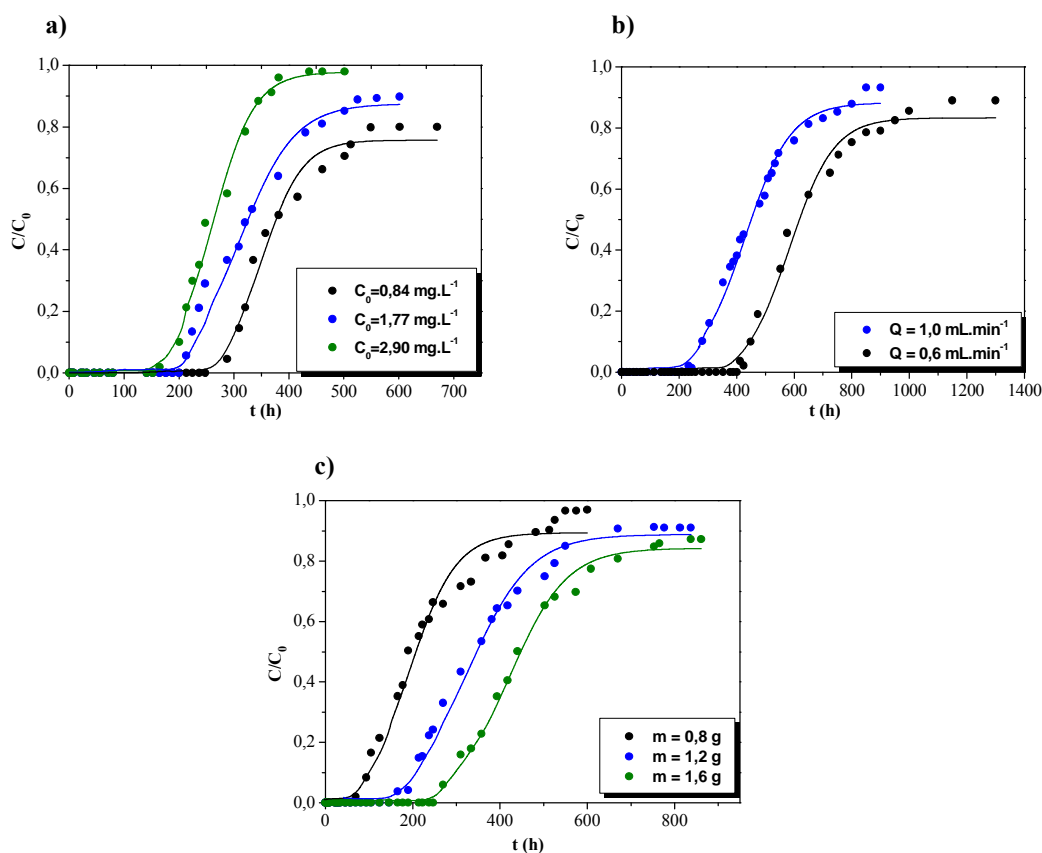 a)
C/C₀
1,0
0,8
0,6
0,4
0,2
0,0
0 100 200 300 400 500 600 700
t (h)
C₀=0,84 mg.L⁻¹
C₀=1,77 mg.L⁻¹
C₀=2,90 mg.L⁻¹
b)
C/C₀
1,0
0,8
0,6
0,4
0,2
0,0
0 200 400 600 800 1000 1200 1400
t (h)
Q = 1,0 mL.min⁻¹
Q = 0,6 mL.min⁻¹
c)
C/C₀
1,0
0,8
0,6
0,4
0,2
0,0
0 200 400 600 800
t (h)
m = 0,8 g
m = 1,2 g
m = 1,6 g